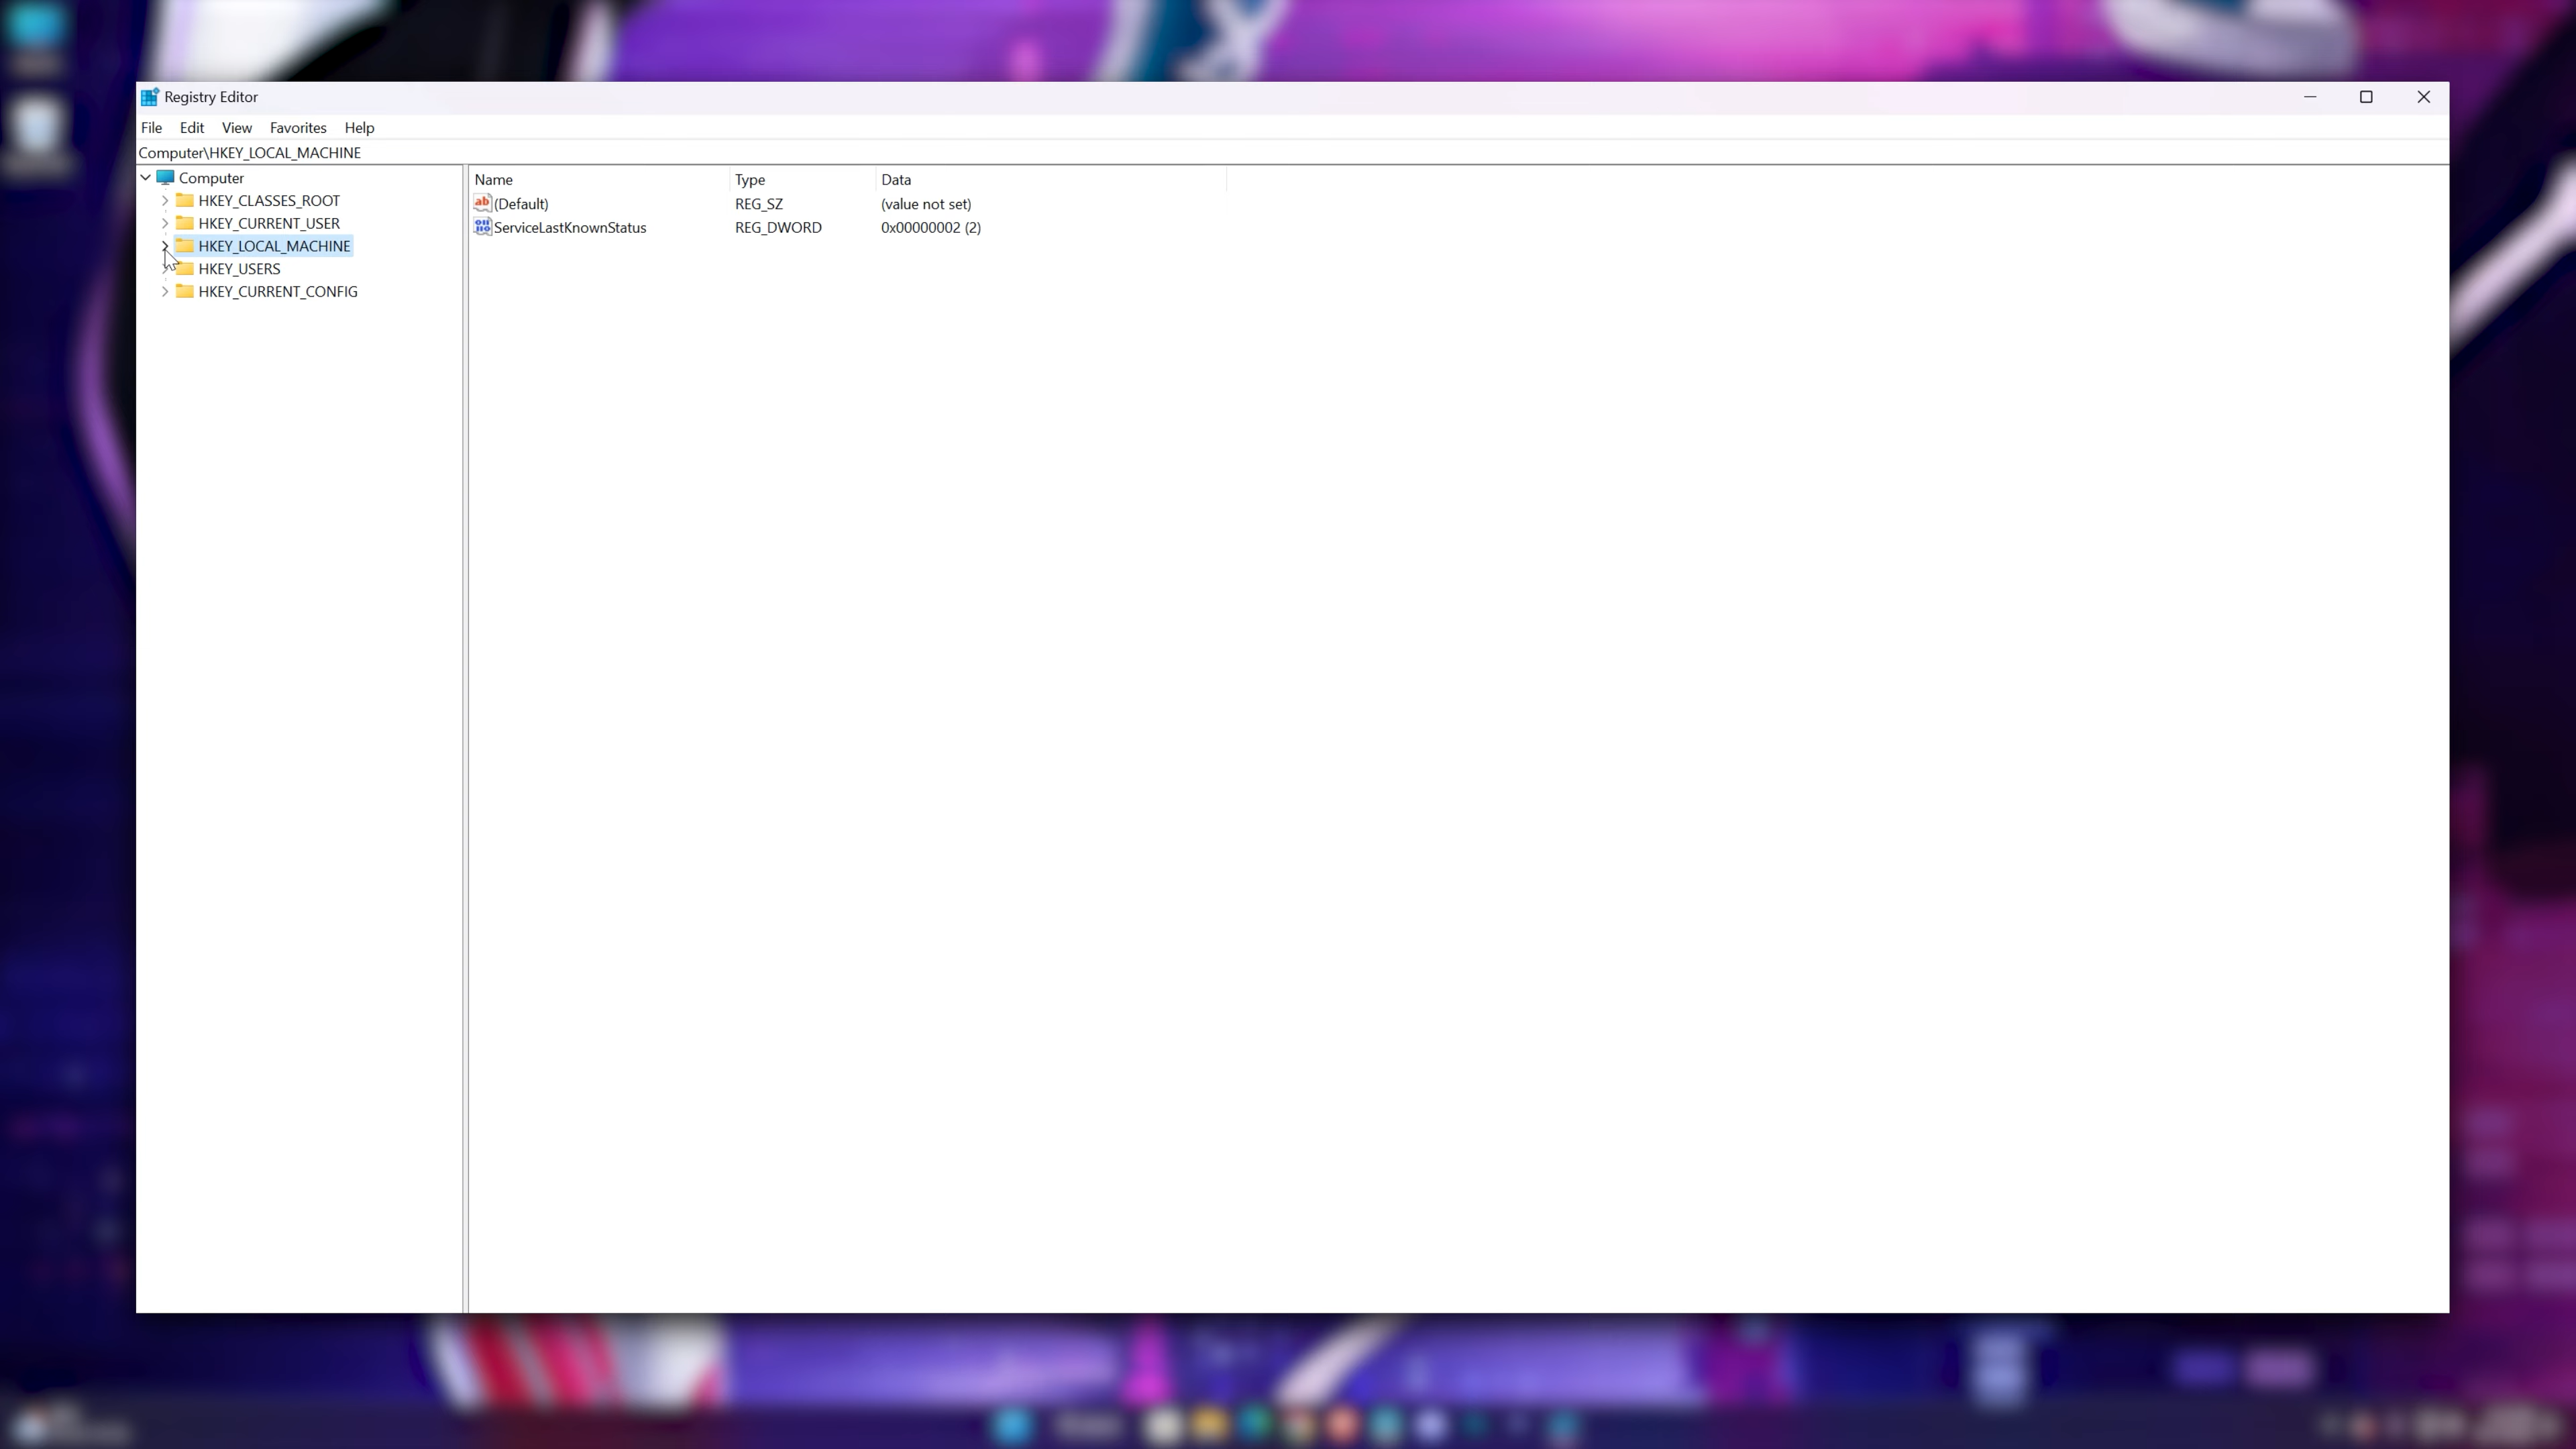 Registry Editor
File Edit View Favorites Help
Computer\HKEY_LOCAL_MACHINE
Computer
HKEY_CLASSES_ROOT
HKEY_CURRENT_USER
HKEY_LOCAL_MACHINE
HKEY_USERS
HKEY_CURRENT_CONFIG
Name Type Data
(Default) REG_SZ (value not set)
ServiceLastKnownStatus REG_DWORD 0x00000002 (2)